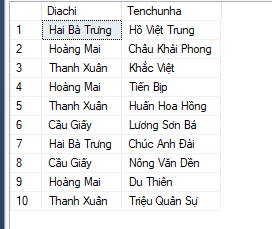 Diachi Tenchunha
1 Hai Bà Trưng Hồ Việt Trung
2 Hoàng Mai Châu Khải Phong
3 Thanh Xuân Khắc Việt
4 Hoàng Mai Tiến Bịp
5 Thanh Xuân Huấn Hoa Hồng
6 Cầu Giấy Lương Sơn Bá
7 Hai Bà Trưng Chúc Anh Đài
8 Cầu Giấy Nông Văn Dền
9 Hoàng Mai Du Thiên
10 Thanh Xuân Triệu Quân Sự